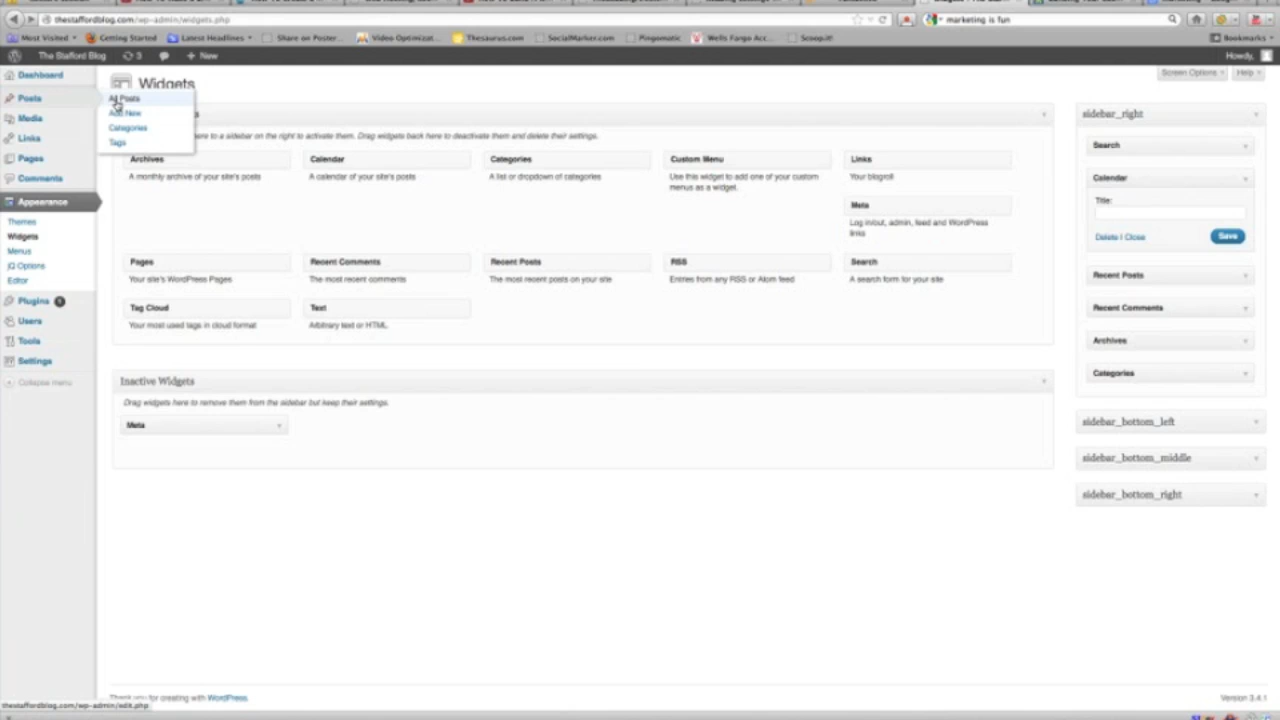 thestaffordblog.com/wp-admin/widgets.php
marketing is fun
Most Visited
Getting Started
Latest Headlines
Share on Poster...
Video Optimizat...
Thesaurus.com
SocialMarker.com
Pingomatic
Wells Fargo Acc...
Scoop.it!
Bookmarks
The Stafford Blog
3
+ New
Howdy,
Screen Options
Help
Dashboard
Posts
Media
Links
Pages
Comments
Appearance
Themes
Widgets
Menus
jQ Options
Editor
Plugins
Users
Tools
Settings
Collapse menu
All Posts
Add New
Categories
Tags
Widgets
here to a sidebar on the right to activate them. Drag widgets back here to deactivate them and delete their settings.
Archives
A monthly archive of your site's posts
Calendar
A calendar of your site's posts
Categories
A list or dropdown of categories
Custom Menu
Use this widget to add one of your custom
menus as a widget.
Links
Your blogroll
Meta
Log in/out, admin, feed and WordPress
links
Pages
Your site's WordPress Pages
Recent Comments
The most recent comments
Recent Posts
The most recent posts on your site
RSS
Entries from any RSS or Atom feed
Search
A search form for your site
Tag Cloud
Your most used tags in cloud format
Text
Arbitrary text or HTML
Inactive Widgets
Drag widgets here to remove them from the sidebar but keep their settings.
Meta
sidebar_right
Search
Calendar
Title:
Delete | Close
Save
Recent Posts
Recent Comments
Archives
Categories
sidebar_bottom_left
sidebar_bottom_middle
sidebar_bottom_right
Thank you for creating with WordPress.
Version 3.4.1
thestaffordblog.com/wp-admin/edit.php